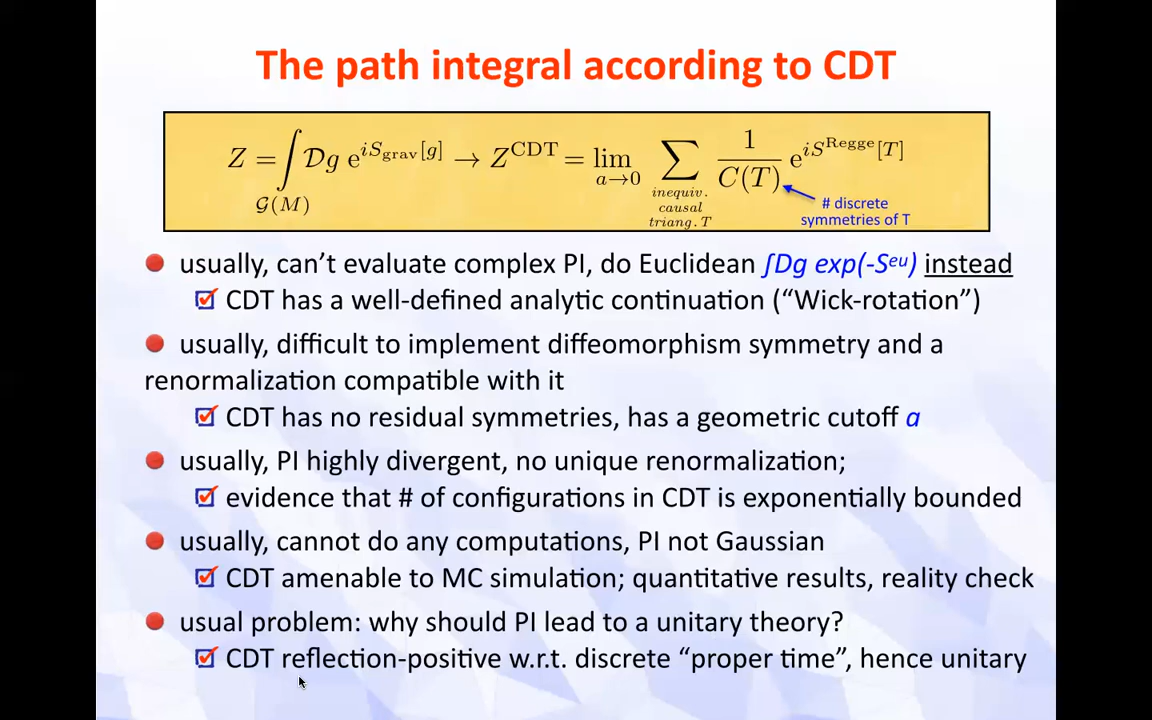 The path integral according to CDT
Z = ∫_{G(M)} Dg e^{iS_grav[g]} → Z^{CDT} = lim_{a→0} ∑_{inequiv. causal triang. T} 1/C(T) e^{iS^{Regge}[T]}
# discrete
symmetries of T
usually, can’t evaluate complex PI, do Euclidean ∫Dg exp(-S^{eu}) instead
CDT has a well-defined analytic continuation (“Wick-rotation”)
usually, difficult to implement diffeomorphism symmetry and a
renormalization compatible with it
CDT has no residual symmetries, has a geometric cutoff a
usually, PI highly divergent, no unique renormalization;
evidence that # of configurations in CDT is exponentially bounded
usually, cannot do any computations, PI not Gaussian
CDT amenable to MC simulation; quantitative results, reality check
usual problem: why should PI lead to a unitary theory?
CDT reflection-positive w.r.t. discrete “proper time”, hence unitary